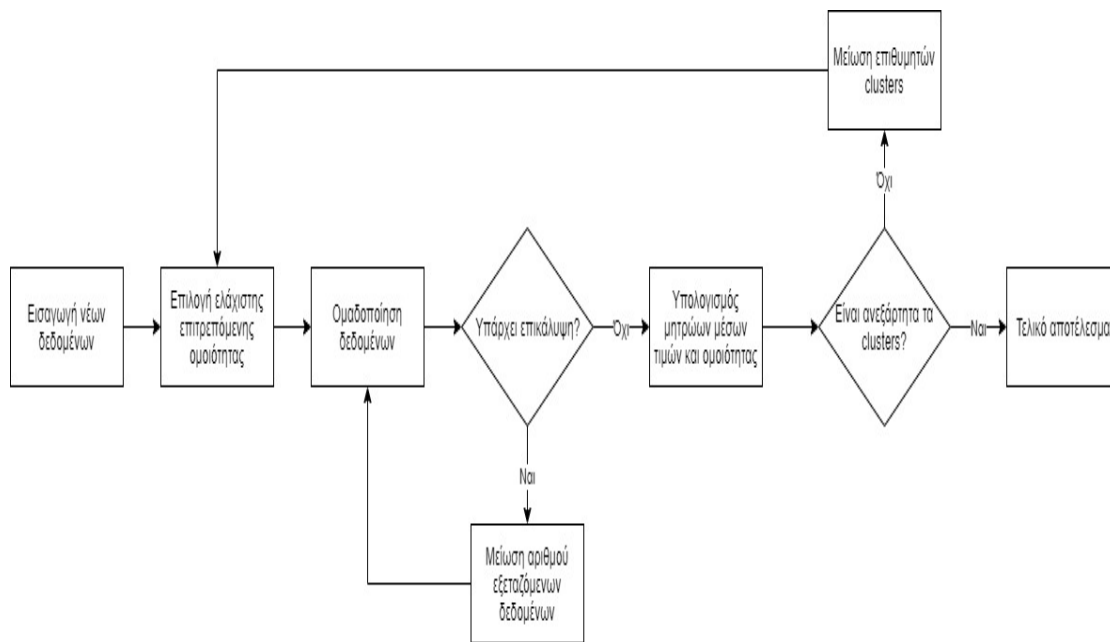 Μείωση επιθυμητών
clusters
Όχι
Εισαγωγή νέων
δεδομένων
Επιλογή ελάχιστης
επιτρεπόμενης
ομοιότητας
Ομαδοποίηση
δεδομένων
Υπάρχει επικάλυψη?
Όχι
Υπολογισμός
μητρώων μέσων
τιμών και ομοιότητας
Είναι ανεξάρτητα τα
clusters?
Ναι
Τελικό αποτέλεσμα
Ναι
Μείωση αριθμού
εξεταζόμενων
δεδομένων